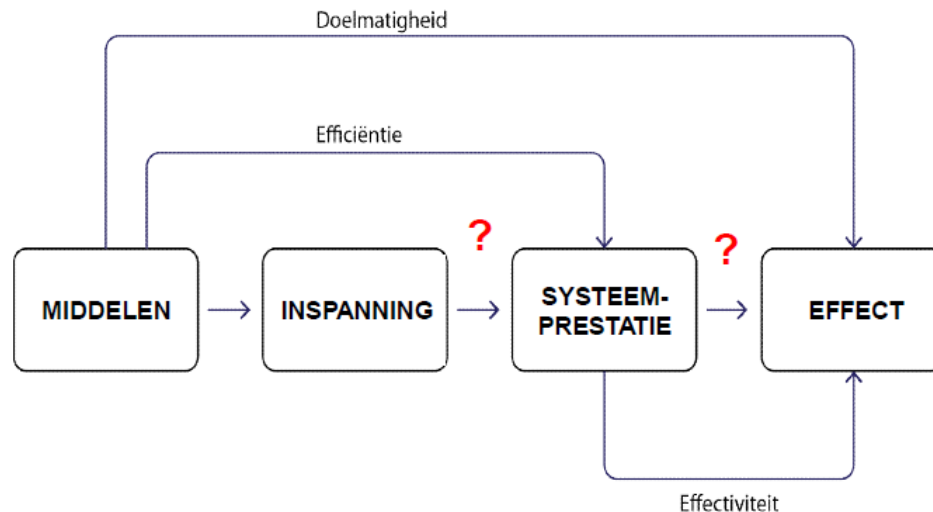 Doelmatigheid
Efficiëntie
?
?
MIDDELEN
INSPANNING
SYSTEEM-
PRESTATIE
EFFECT
Effectiviteit